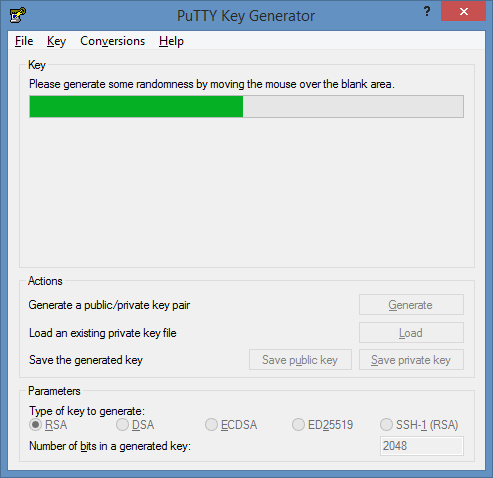 PuTTY Key Generator
?
File Key Conversions Help
Key
Please generate some randomness by moving the mouse over the blank area.
Actions
Generate a public/private key pair
Generate
Load an existing private key file
Load
Save the generated key
Save public key
Save private key
Parameters
Type of key to generate:
RSA DSA ECDSA ED25519 SSH-1 (RSA)
Number of bits in a generated key:
2048